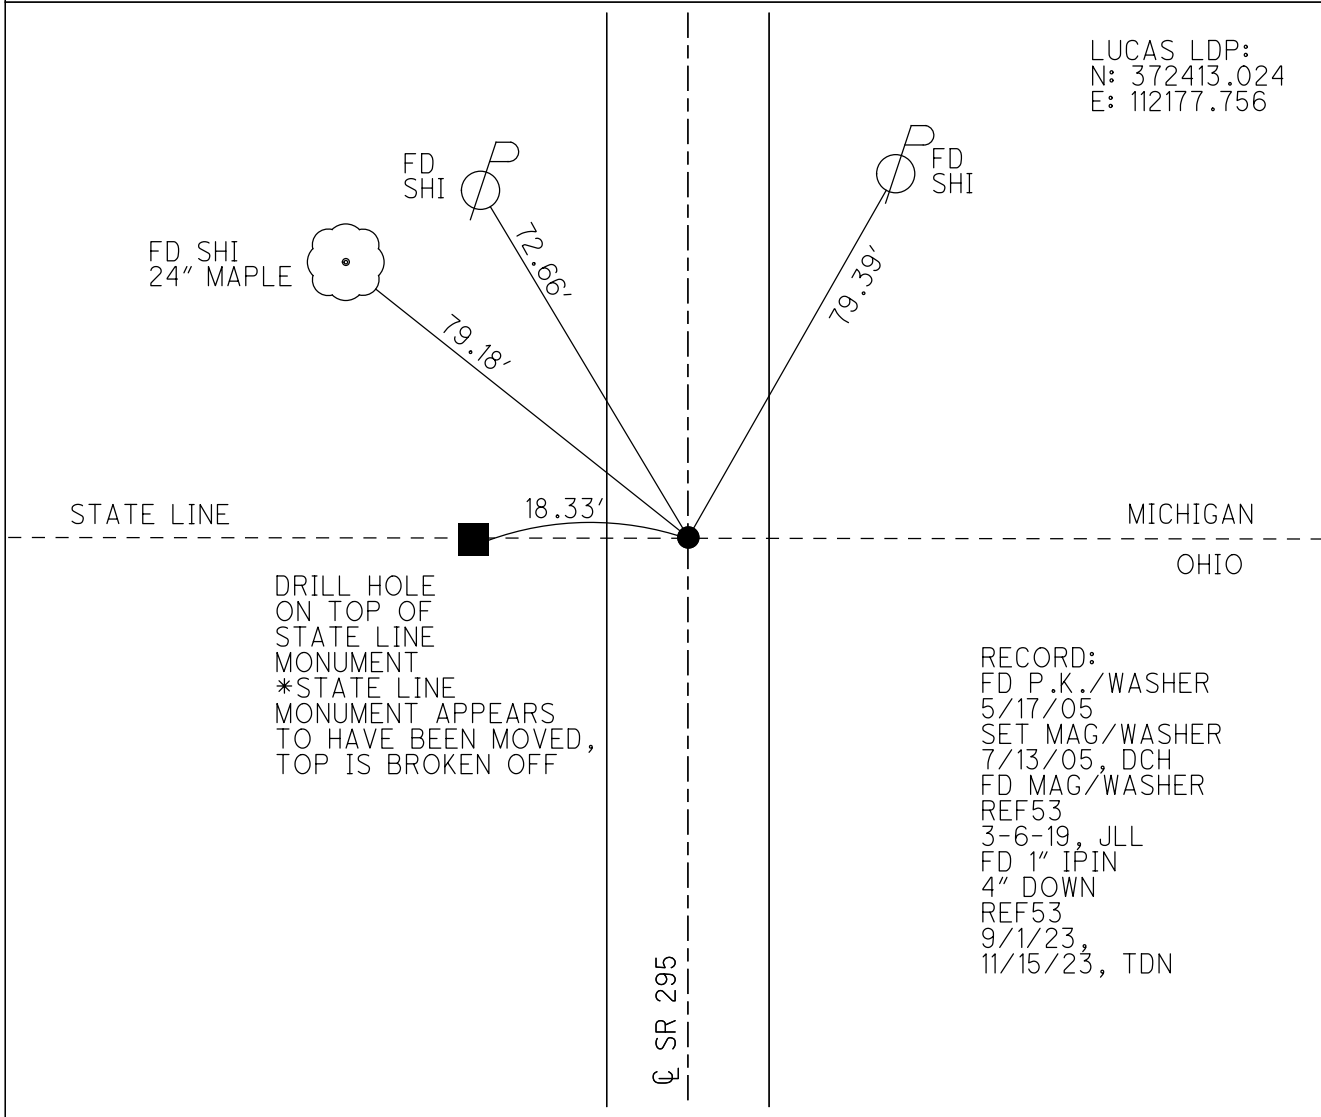 LUCAS LDP:
N: 372413.024
E: 112177.756
FD
SHI
FD
SHI
FD SHI
24" MAPLE
72.66'
79.39'
79.18'
18.33'
STATE LINE
MICHIGAN
OHIO
DRILL HOLE
ON TOP OF
STATE LINE
MONUMENT
*STATE LINE
MONUMENT APPEARS
TO HAVE BEEN MOVED,
TOP IS BROKEN OFF
RECORD:
FD P.K./WASHER
5/17/05
SET MAG/WASHER
7/13/05, DCH
FD MAG/WASHER
REF53
3-6-19, JLL
FD 1" IPIN
4" DOWN
REF53
9/1/23,
11/15/23, TDN
℄ SR 295